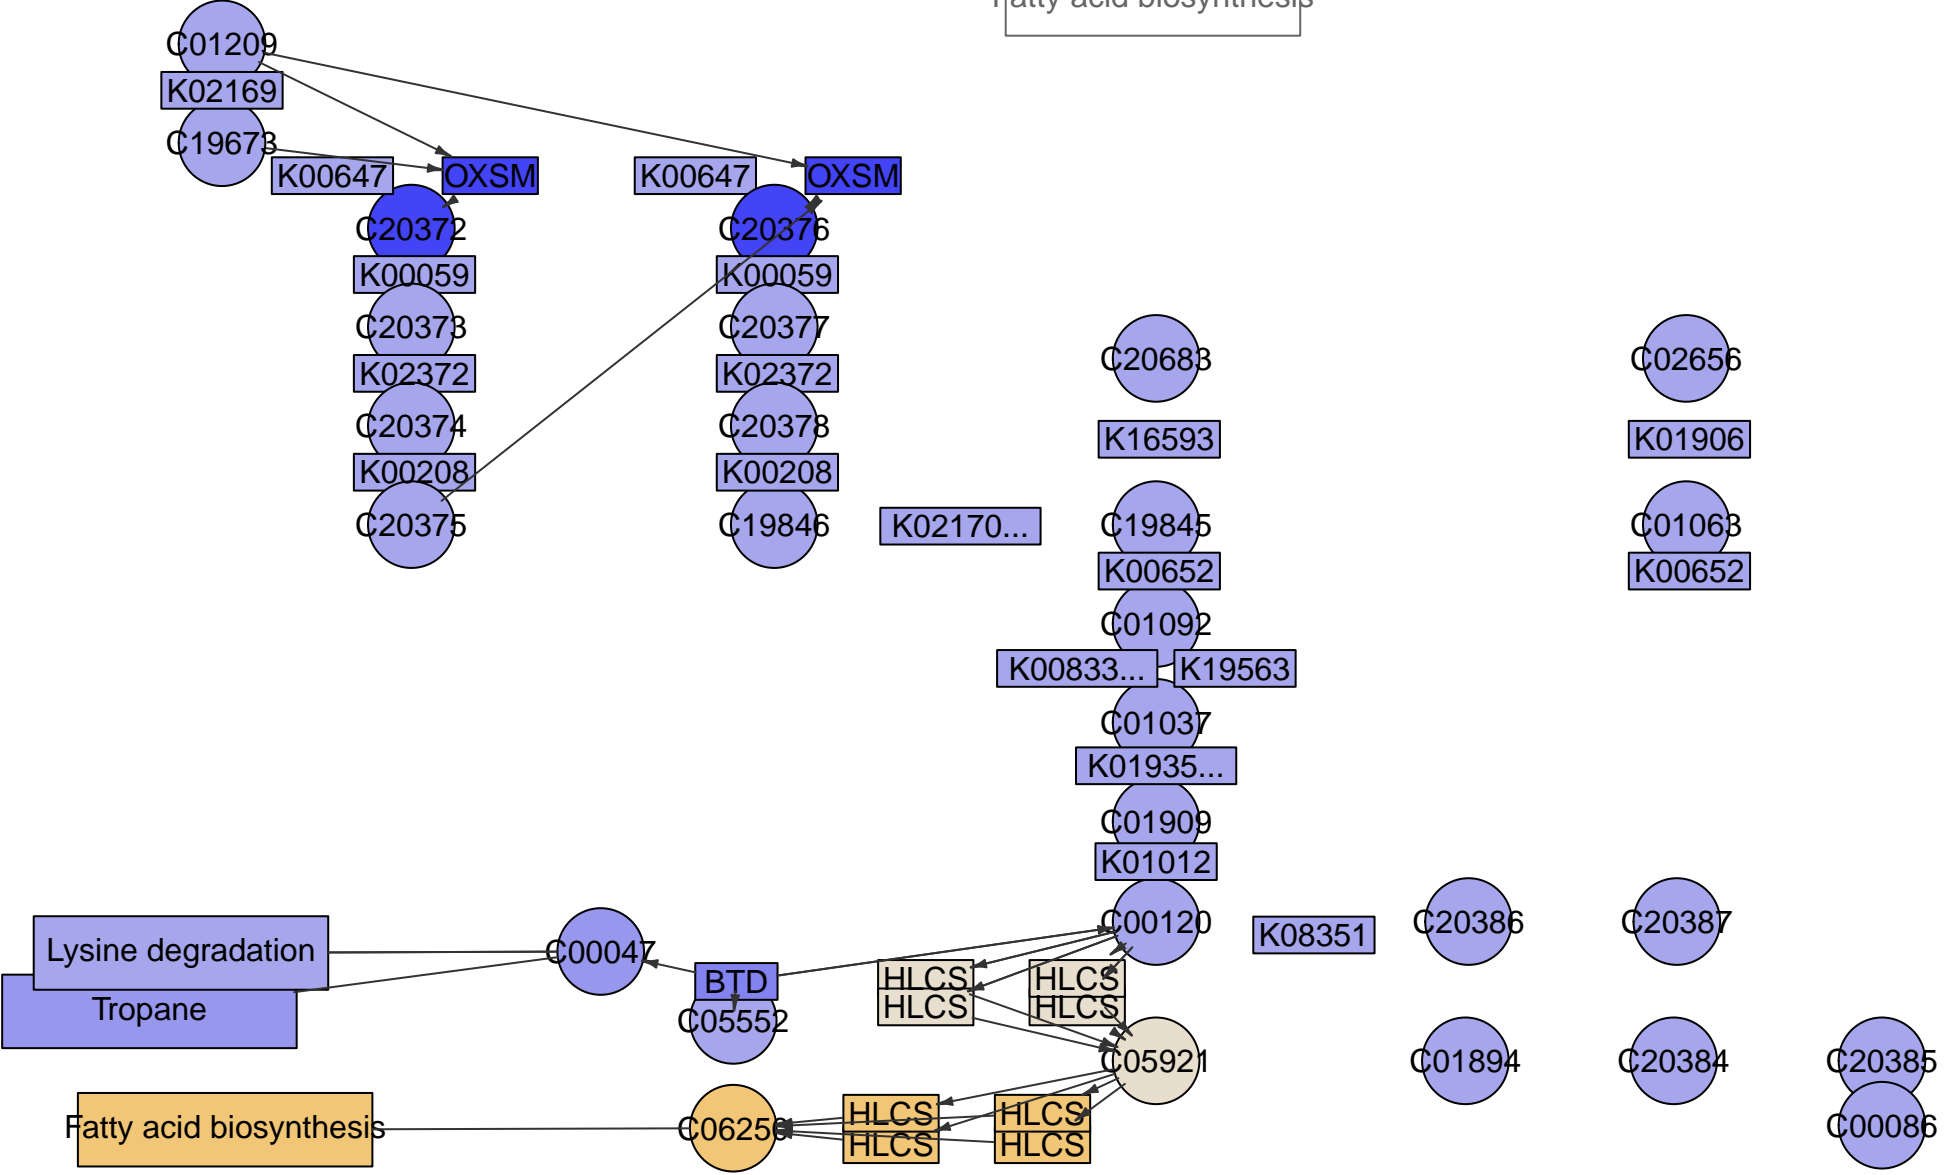 Fatty acid biosynthesis
C01209
K02169
C19673
K00647
OXSM
K00647
OXSM
C20372
C20376
K00059
K00059
C20373
C20377
C20683
C02656
K02372
K02372
C20374
C20378
K16593
K01906
K00208
K00208
C20375
C19846
K02170...
C19845
C01063
K00652
K00652
C01092
K00833...
K19563
C01037
K01935...
C01909
K01012
C00120
K08351
C20386
C20387
Lysine degradation
C00047
BTD
HLCS
HLCS
Tropane
HLCS
HLCS
C05552
C05921
C01894
C20384
C20385
Fatty acid biosynthesis
HLCS
HLCS
C00086
HLCS
HLCS